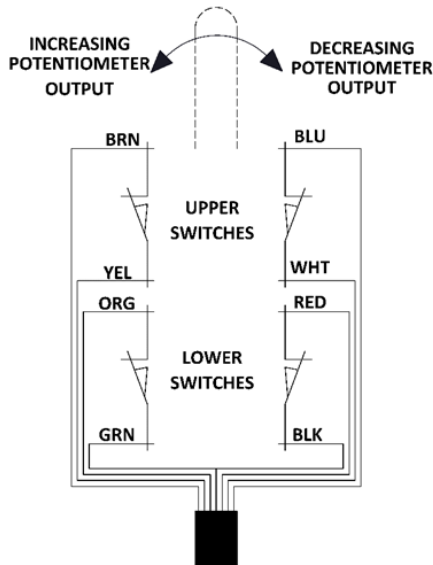 INCREASING
POTENTIOMETER
OUTPUT
DECREASING
POTENTIOMETER
OUTPUT
BRN
BLU
UPPER
SWITCHES
YEL
WHT
ORG
RED
LOWER
SWITCHES
GRN
BLK